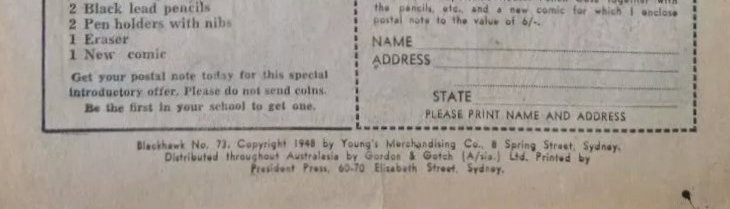 2 Black lead pencils
2 Pen holders with nibs
1 Eraser
1 New comic
Get your postal note today for this special
introductory offer. Please do not send coins.
Be the first in your school to get one.
the pencils, etc. and a new comic for which I enclose
postal note to the value of 6/-.
NAME
ADDRESS
STATE
PLEASE PRINT NAME AND ADDRESS
Blackhawk No. 73. Copyright 1948 by Young's Merchandising Co., 8 Spring Street, Sydney.
Distributed throughout Australasia by Gordon & Gotch (A/sia.) Ltd. Printed by
President Press, 60-70 Elizabeth Street, Sydney.